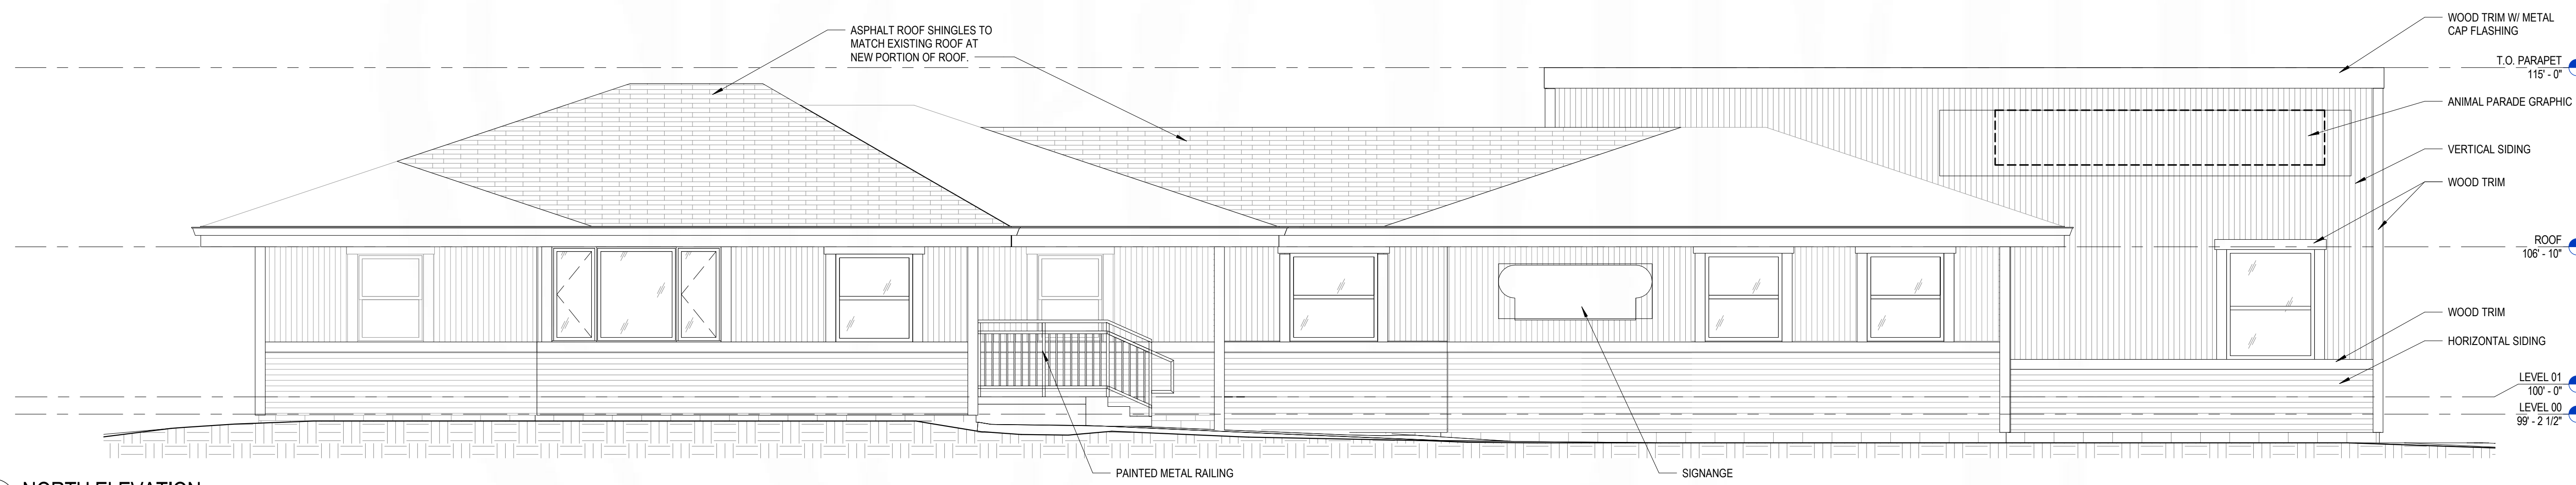 ASPHALT ROOF SHINGLES TO
MATCH EXISTING ROOF AT
NEW PORTION OF ROOF.
WOOD TRIM W/ METAL
CAP FLASHING
T.O. PARAPET
115' - 0"
ANIMAL PARADE GRAPHIC
VERTICAL SIDING
WOOD TRIM
ROOF
106' - 10"
WOOD TRIM
HORIZONTAL SIDING
LEVEL 01
100' - 0"
LEVEL 00
99' - 2 1/2"
PAINTED METAL RAILING
SIGNANGE
NORTH ELEVATION